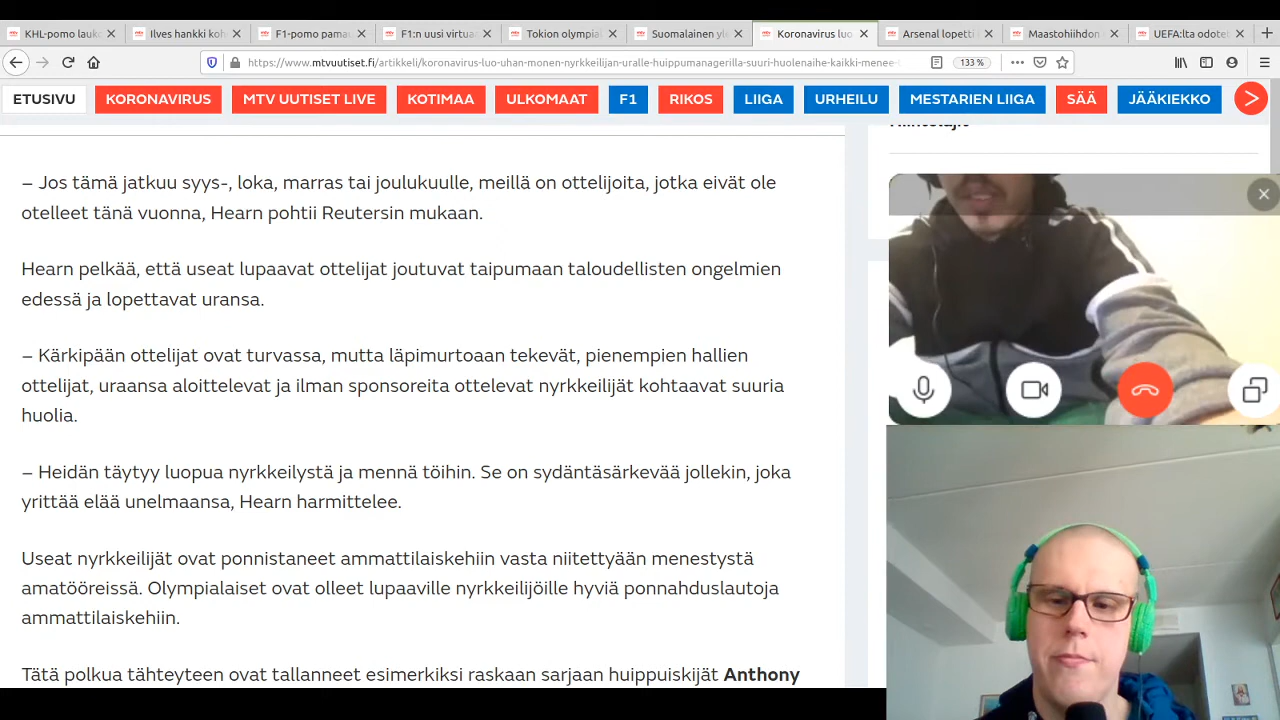 KHL-pomo lauko
Ilves hankki koh
F1-pomo pamau
F1:n uusi virtua
Tokion olympial
Suomalainen yle
Koronavirus luo
Arsenal lopetti
Maastohiihdon
UEFA:lta odotet
https://www.mtvuutiset.fi/artikkeli/koronavirus-luo-uhan-monen-nyrkkeilijan-uralle-huippumanagerilla-suuri-huolenaihe-kaikki-menee-
133 %
ETUSIVU KORONAVIRUS MTV UUTISET LIVE KOTIMAA ULKOMAAT F1 RIKOS LIIGA URHEILU MESTARIEN LIIGA SÄÄ JÄÄKIEKKO
– Jos tämä jatkuu syys-, loka, marras tai joulukuulle, meillä on ottelijoita, jotka eivät ole
otelleet tänä vuonna, Hearn pohtii Reutersin mukaan.
Hearn pelkää, että useat lupaavat ottelijat joutuvat taipumaan taloudellisten ongelmien
edessä ja lopettavat uransa.
– Kärkipään ottelijat ovat turvassa, mutta läpimurtoaan tekevät, pienempien hallien
ottelijat, uraansa aloittelevat ja ilman sponsoreita ottelevat nyrkkeilijät kohtaavat suuria
huolia.
– Heidän täytyy luopua nyrkkeilystä ja mennä töihin. Se on sydäntäsärkevää jollekin, joka
yrittää elää unelmaansa, Hearn harmittelee.
Useat nyrkkeilijät ovat ponnistaneet ammattilaiskehiin vasta niitettyään menestystä
amatööreissä. Olympialaiset ovat olleet lupaaville nyrkkeilijöille hyviä ponnahduslautoja
ammattilaiskehiin.
Tätä polkua tähteyteen ovat tallanneet esimerkiksi raskaan sarjaan huippuiskijät Anthony